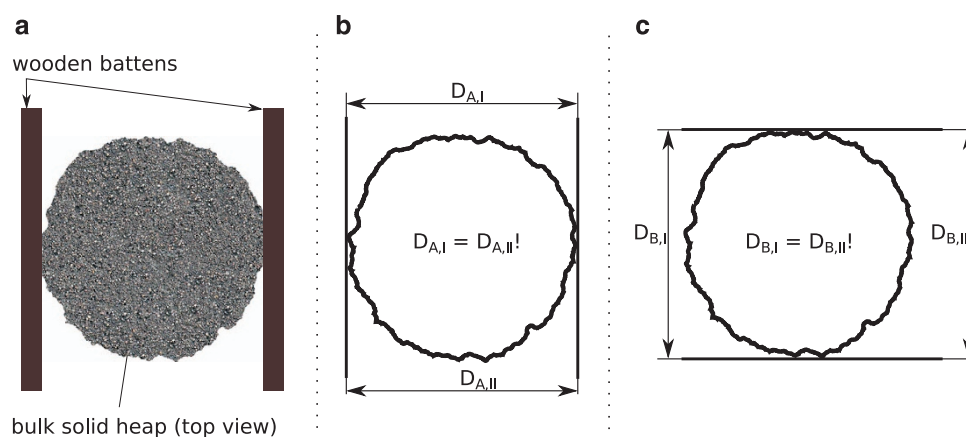 a
wooden battens
bulk solid heap (top view)
b
D_A,I
D_A,I = D_A,II!
D_A,II
c
D_B,I
D_B,I = D_B,II!
D_B,II